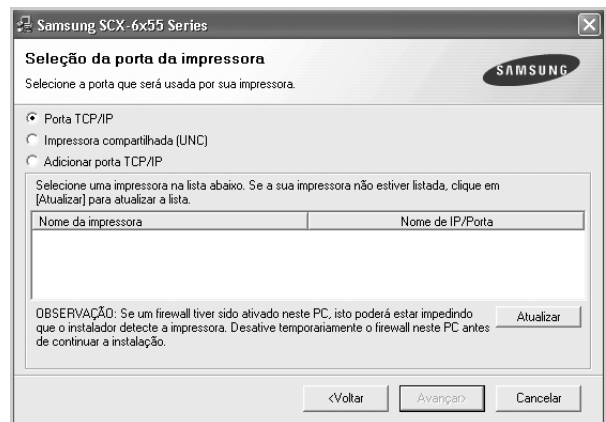 Samsung SCX-6x55 Series
Seleção da porta da impressora
Selecione a porta que será usada por sua impressora.
SAMSUNG
Porta TCP/IP
Impressora compartilhada (UNC)
Adicionar porta TCP/IP
Selecione uma impressora na lista abaixo. Se a sua impressora não estiver listada, clique em
[Atualizar] para atualizar a lista.
Nome da impressora Nome de IP/Porta
OBSERVAÇÃO: Se um firewall tiver sido ativado neste PC, isto poderá estar impedindo
que o instalador detecte a impressora. Desative temporariamente o firewall neste PC antes
de continuar a instalação.
Atualizar
<Voltar Avançar> Cancelar